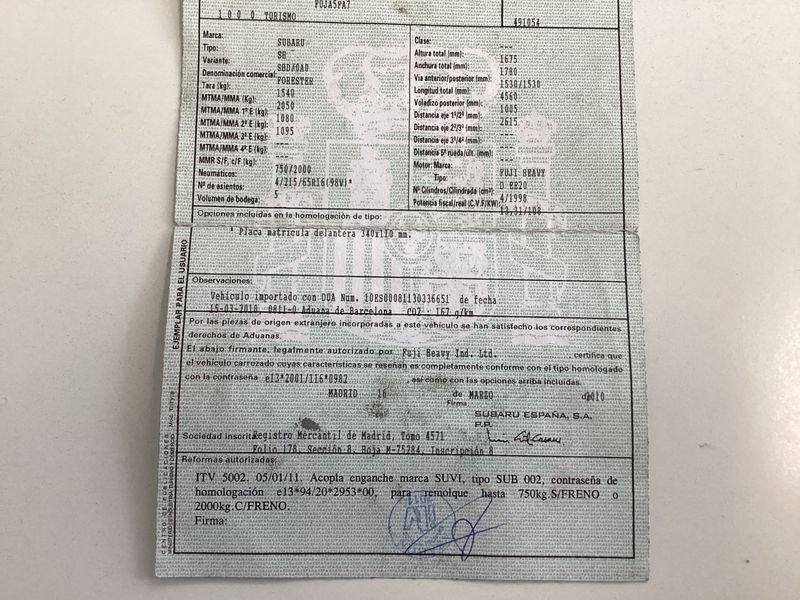 1 0 0 0 TURISMO
491054
Marca: SUBARU
Tipo: SH
Variante: SHD/0AU
Denominación comercial: FORESTER
Tara (kg): 1540
MTMA/MMA (Kg): 2050
MTMA/MMA 1º E (kg): 1080
MTMA/MMA 2º E (kg): 1095
MTMA/MMA 3º E (kg): ---
MTMA/MMA 4º E (kg): ---
MMR S/F, c/F (kg): 750/2000
Neumáticos: 4/215/65R16(98V)*
Nº de asientos: 5
Volumen de bodega:
Clase: ---
Altura total (mm): 1675
Anchura total (mm): 1780
Vía anterior/posterior (mm): 1530/1530
Longitud total (mm): 4560
Voladizo posterior (mm): 1005
Distancia eje 1º/2º (mm): 2615
Distancia eje 2º/3º (mm): ---
Distancia eje 3º/4º (mm): ---
Distancia 5ª rueda/ult. (mm): ---
Motor: Marca: FUJI HEAVY
Tipo: D EE20
Nº Cilindros/Cilindrada (cm³): 4/1998
Potencia fiscal/real (C.V.F/KW): 13,31/108
Opciones incluidas en la homologación de tipo:
* Placa matricula delantera 340x110 mm.
EJEMPLAR PARA EL USUARIO
Observaciones:
Vehículo importado con DUA Num. 10ES00081130336651 de fecha
15-03-2010, 0811-0 Aduana de Barcelona CO2 : 167 g/km
Por las piezas de origen extranjero incorporadas a este vehículo se han satisfecho los correspondientes
derechos de Aduanas.
El abajo firmante, legalmente autorizado por Fuji Heavy Ind. Ltd. certifica que
el vehículo carrozado cuyas características se reseñan es completamente conforme con el tipo homologado
con la contraseña e13*2001/116*0982 , así como con las opciones arriba incluidas.
MADRID 16 de MARZO de 2010
Firma
SUBARU ESPAÑA, S.A.
P.P.
Sociedad inscrita Registro Mercantil de Madrid, Tomo 4571
Folio 178, Sección 8, Hoja M-75284, Inscripción 8
Reformas autorizadas:
ITV 5002. 05/01/11. Acopla enganche marca SUVI, tipo SUB 002, contraseña de
homologación e13*94/20*2953*00, para remolque hasta 750kg.S/FRENO o
2000kg.C/FRENO.
Firma: